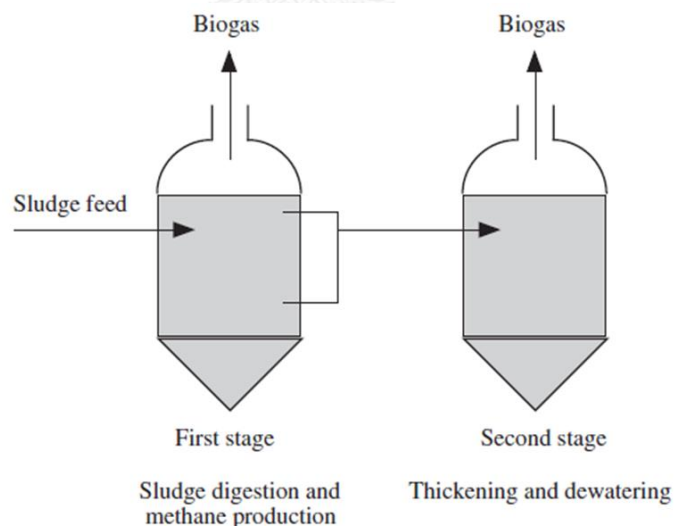 Biogas
Biogas
Sludge feed
First stage
Second stage
Sludge digestion and
methane production
Thickening and dewatering